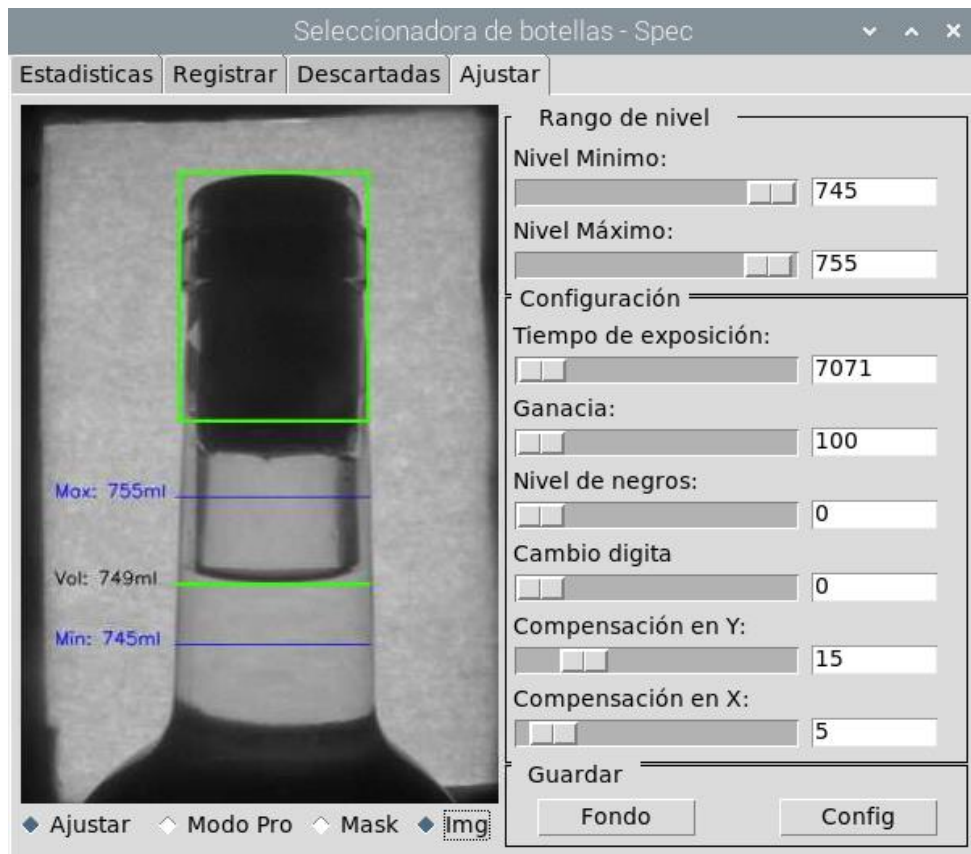 Seleccionadora de botellas - Spec
Estadisticas Registrar Descartadas Ajustar
Max: 755ml
Vol: 749ml
Min: 745ml
Ajustar Modo Pro Mask Img
Rango de nivel
Nivel Minimo:
745
Nivel Máximo:
755
Configuración
Tiempo de exposición:
7071
Ganacia:
100
Nivel de negros:
0
Cambio digita
0
Compensación en Y:
15
Compensación en X:
5
Guardar
Fondo Config